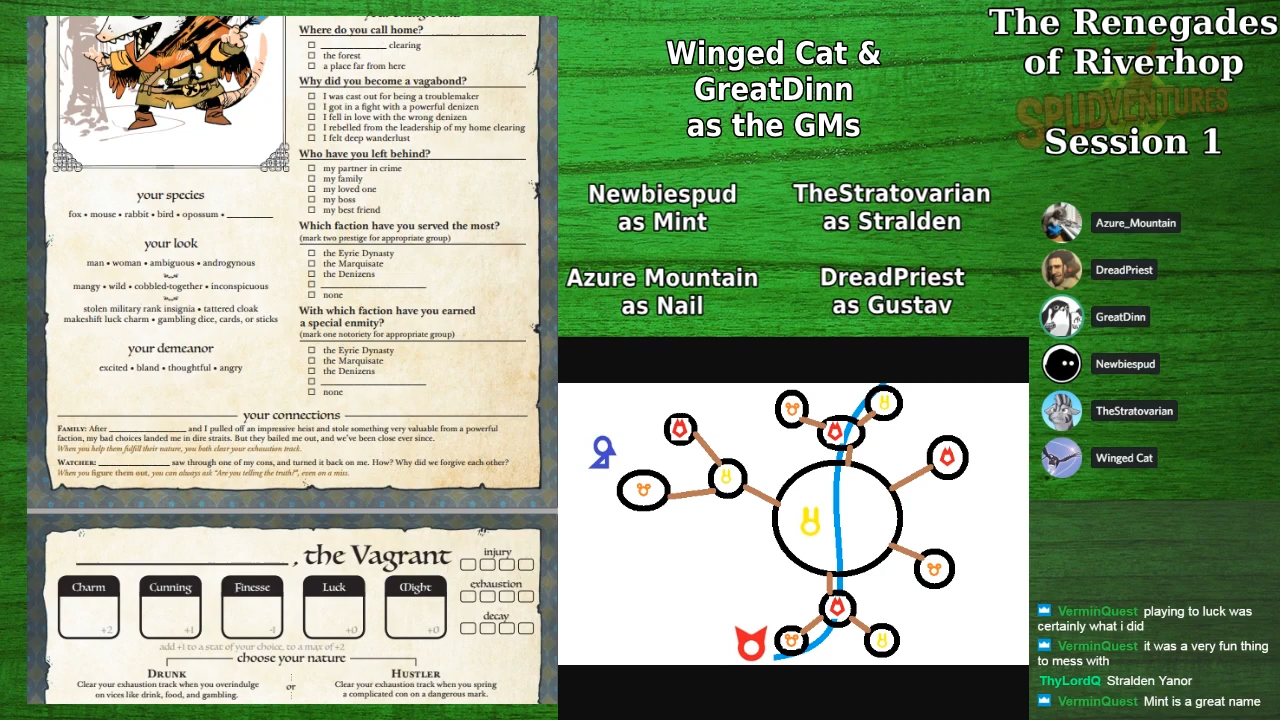 Where do you call home?
clearing
the forest
a place far from here
Why did you become a vagabond?
I was cast out for being a troublemaker
I got in a fight with a powerful denizen
I fell in love with the wrong denizen
I rebelled from the leadership of my home clearing
I felt deep wanderlust
Who have you left behind?
my partner in crime
my family
my loved one
my boss
my best friend
Which faction have you served the most?
(mark two prestige for appropriate group)
the Eyrie Dynasty
the Marquisate
the Denizens
none
With which faction have you earned
a special enmity?
(mark one notoriety for appropriate group)
the Eyrie Dynasty
the Marquisate
the Denizens
none
your species
fox • mouse • rabbit • bird • opossum • __________
your look
man • woman • ambiguous • androgynous
mangy • wild • cobbled-together • inconspicuous
stolen military rank insignia • tattered cloak
makeshift luck charm • gambling dice, cards, or sticks
your demeanor
excited • bland • thoughtful • angry
your connections
Family: After ________________ and I pulled off an impressive heist and stole something very valuable from a powerful
faction, my bad choices landed me in dire straits. But they bailed me out, and we've been close ever since.
When you help them fulfill their nature, you both clear your exhaustion track.
Watcher: ________________ saw through one of my cons, and turned it back on me. How? Why did we forgive each other?
When you figure them out, you can always ask "Are you telling the truth?", even on a miss.
, the Vagrant
injury
exhaustion
decay
Charm
Cunning
Finesse
Luck
Might
+2
+1
-1
+0
+0
add +1 to a stat of your choice, to a max of +2
choose your nature
Drunk
Clear your exhaustion track when you overindulge
on vices like drink, food, and gambling.
or
Hustler
Clear your exhaustion track when you spring
a complicated con on a dangerous mark.
Winged Cat &
GreatDinn
as the GMs
Newbiespud
as Mint
TheStratovarian
as Stralden
Azure Mountain
as Nail
DreadPriest
as Gustav
The Renegades
of Riverhop
SPUDVENTURES
Session 1
Azure_Mountain
DreadPriest
GreatDinn
Newbiespud
TheStratovarian
Winged Cat
VerminQuest playing to luck was
certainly what i did
VerminQuest it was a very fun thing
to mess with
ThyLordQ Stralden Yapor
VerminQuest Mint is a great name